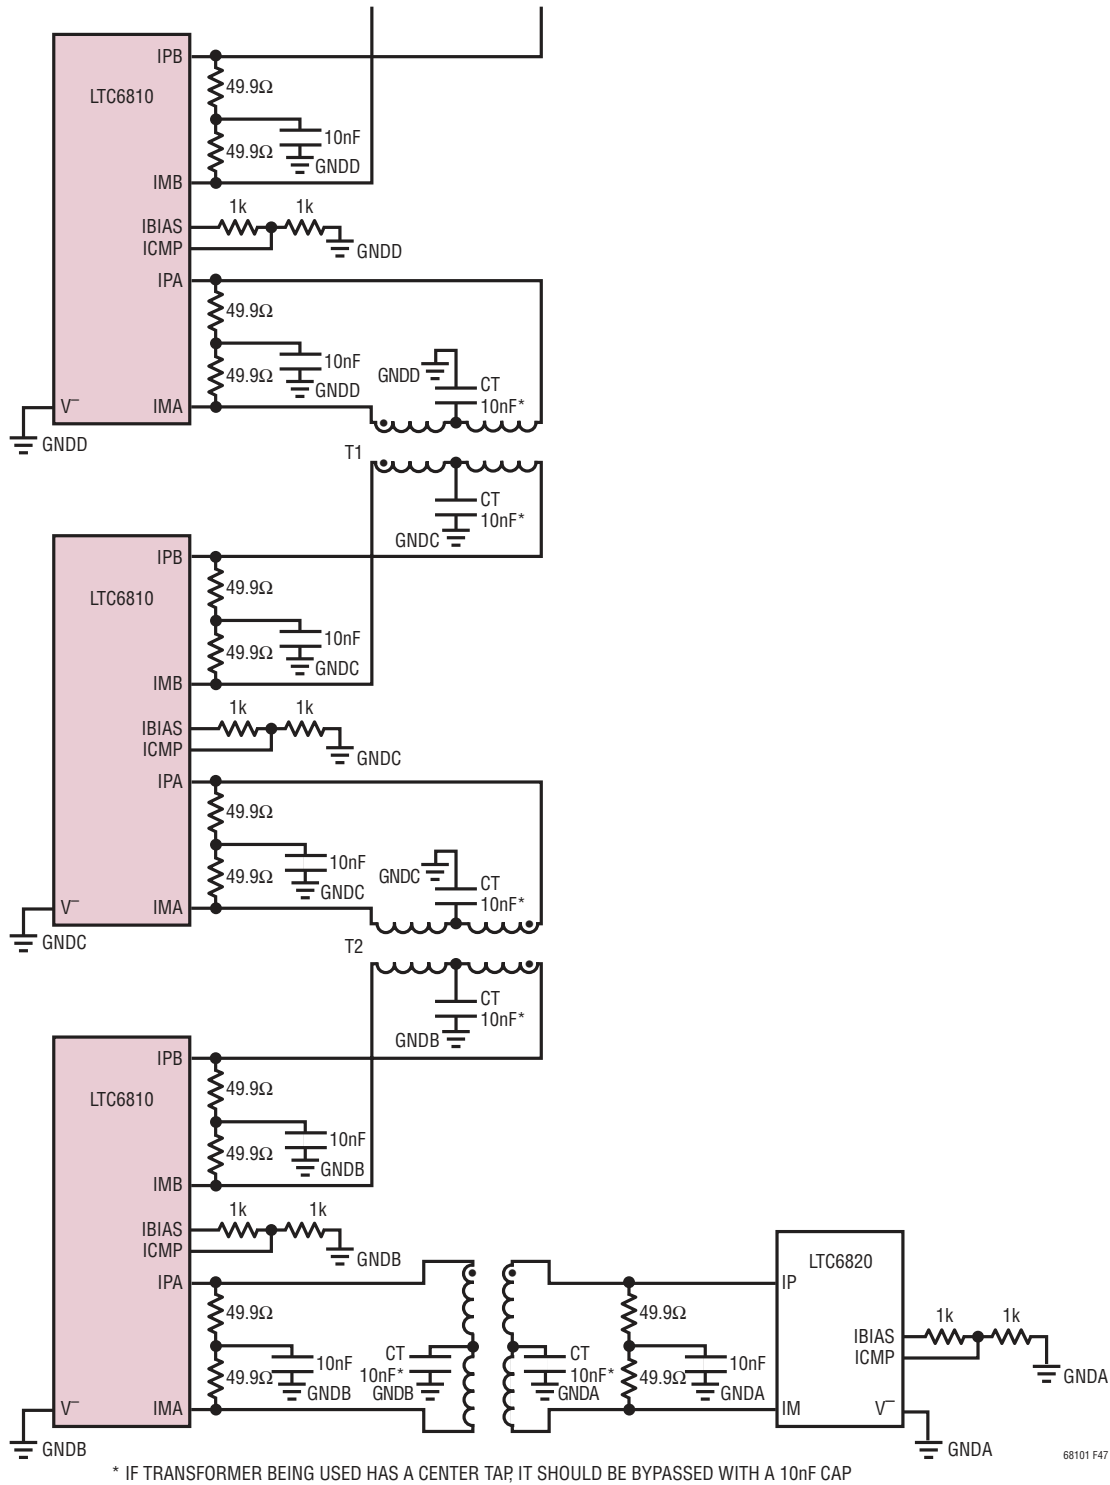 IPB
49.9Ω
LTC6810
10nF
49.9Ω
GNDD
IMB
1k 1k
IBIAS
ICMP
GNDD
IPA
49.9Ω
10nF
49.9Ω
GNDD
GNDD
CT
10nF*
V–
IMA
GNDD
T1
CT
10nF*
GNDC
IPB
49.9Ω
LTC6810
10nF
49.9Ω
GNDC
IMB
1k 1k
IBIAS
ICMP
GNDC
IPA
49.9Ω
10nF
49.9Ω
GNDC
GNDC
CT
10nF*
V–
IMA
GNDC
T2
CT
10nF*
GNDB
IPB
49.9Ω
LTC6810
10nF
49.9Ω
GNDB
IMB
1k 1k
IBIAS
ICMP
GNDB
IPA
49.9Ω
10nF
49.9Ω
GNDB
CT
10nF*
GNDB
CT
10nF*
GNDA
V–
IMA
GNDB
LTC6820
IP
49.9Ω
10nF
49.9Ω
GNDA
IM
1k 1k
IBIAS
ICMP
GNDA
V–
GNDA
68101 F47
* IF TRANSFORMER BEING USED HAS A CENTER TAP, IT SHOULD BE BYPASSED WITH A 10nF CAP